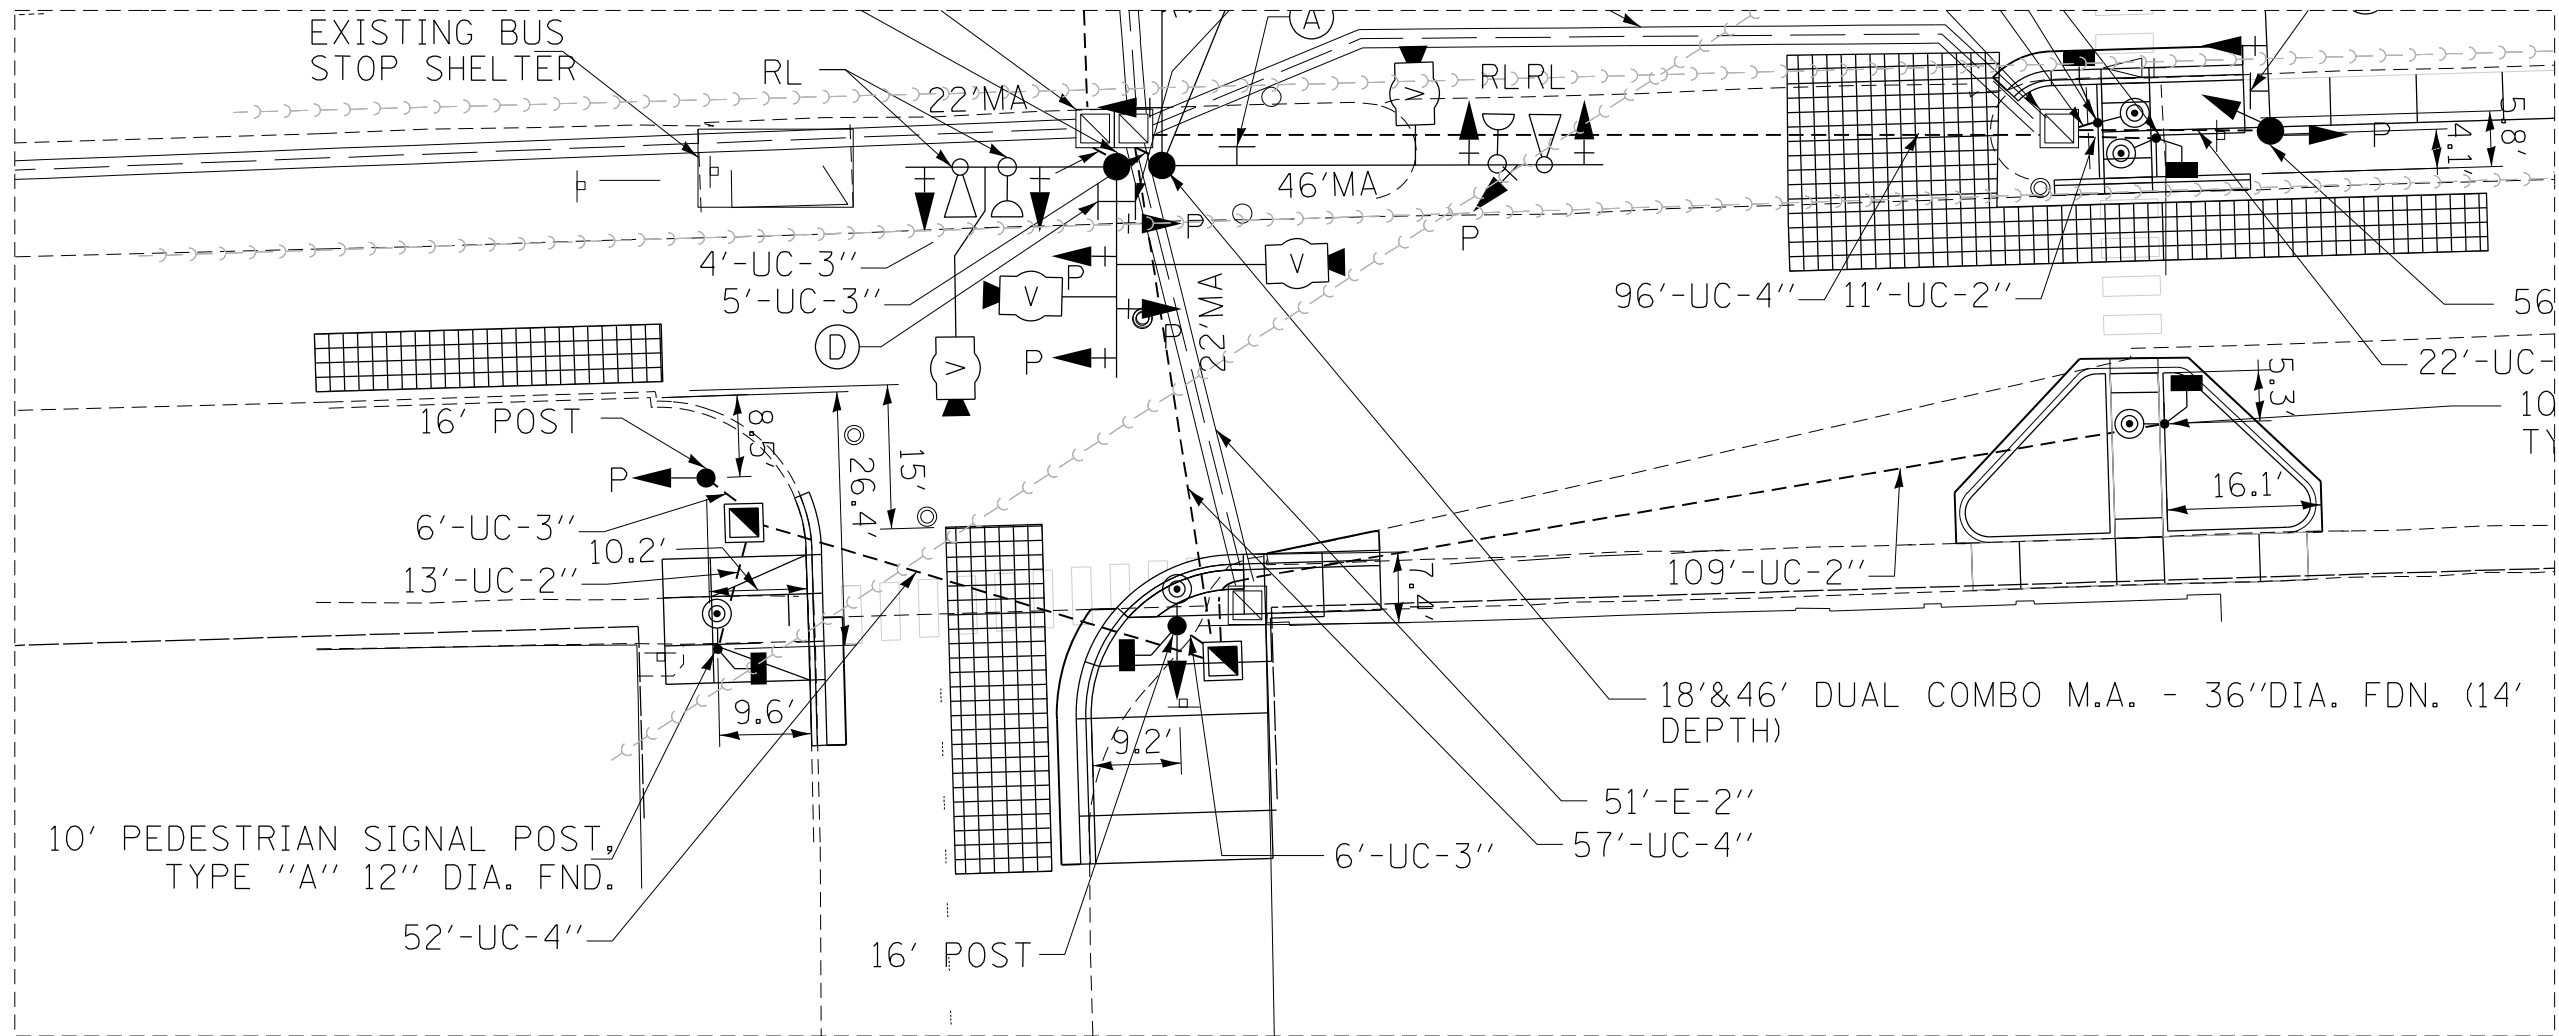 EXISTING BUS
STOP SHELTER
RL
22'MA
A
V
RL RL
46'MA
P
P
5.8'
4.1'
4'-UC-3"
5'-UC-3"
D
P
P
V
V
P
P
V
22'MA
96'-UC-4"
11'-UC-2"
56
22'-UC-
10
TY
5.3'
16.1'
16' POST
P
8.5'
26.4'
15'
6'-UC-3"
10.2'
13'-UC-2"
109'-UC-2"
7.4'
9.6'
9.2'
18'&46' DUAL COMBO M.A. - 36"DIA. FDN. (14'
DEPTH)
51'-E-2"
57'-UC-4"
6'-UC-3"
10' PEDESTRIAN SIGNAL POST,
TYPE "A" 12" DIA. FND.
52'-UC-4"
16' POST